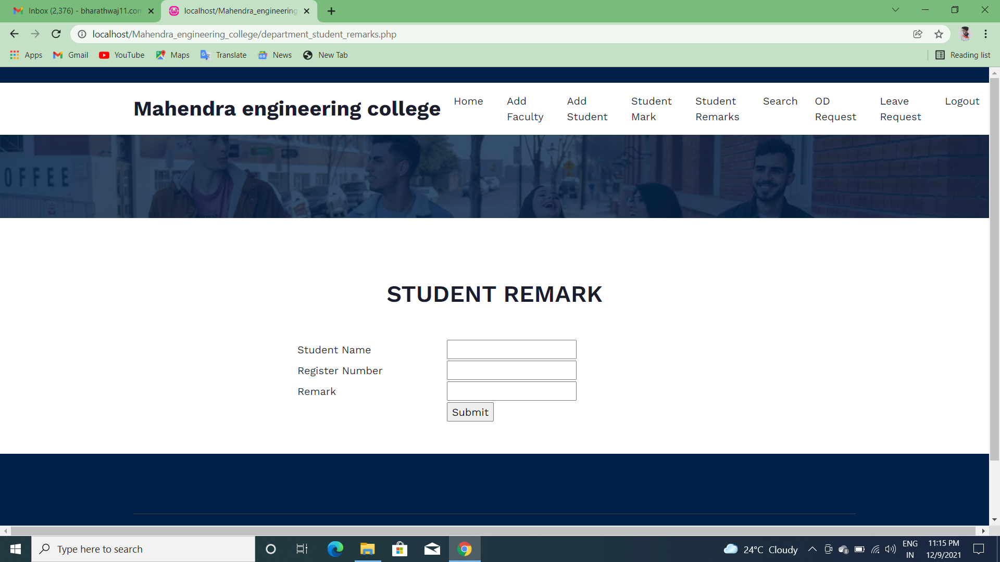 Inbox (2,376) - bharathwaj11.com
localhost/Mahendra_engineering
localhost/Mahendra_engineering_college/department_student_remarks.php
Apps
Gmail
YouTube
Maps
Translate
News
New Tab
Reading list
Mahendra engineering college
Home
Add
Faculty
Add
Student
Student
Mark
Student
Remarks
Search
OD
Request
Leave
Request
Logout
OFFEE
STUDENT REMARK
Student Name
Register Number
Remark
Submit
Type here to search
24°C Cloudy
ENG
IN
11:15 PM
12/9/2021